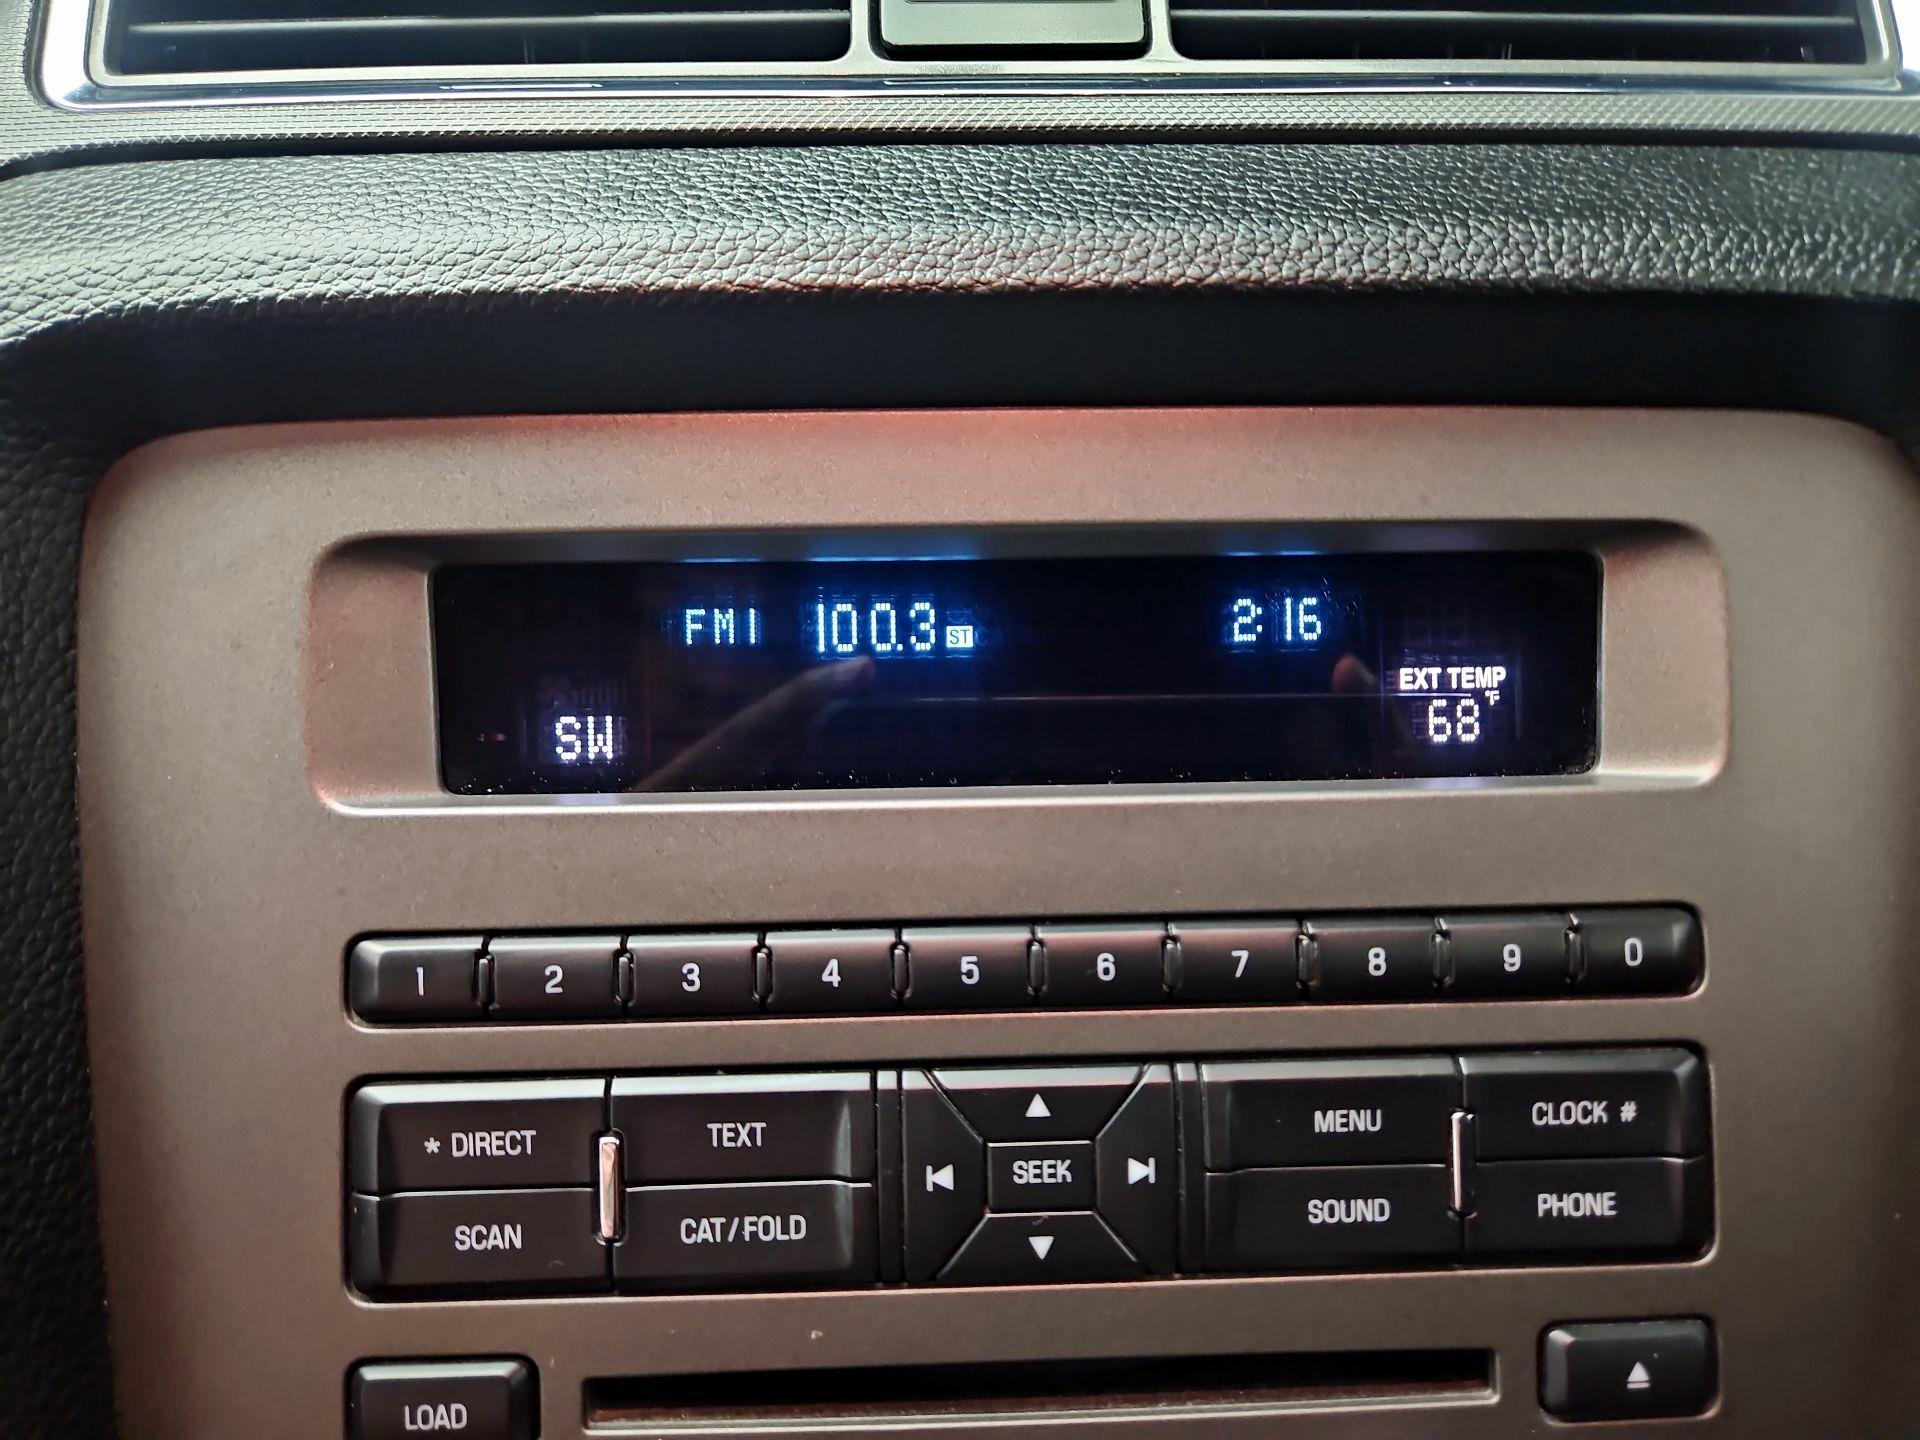 FM1 100.3 ST 2:16
EXT TEMP
°F
SW 68
1 2 3 4 5 6 7 8 9 0
* DIRECT TEXT MENU CLOCK #
SEEK
SCAN CAT/FOLD SOUND PHONE
LOAD